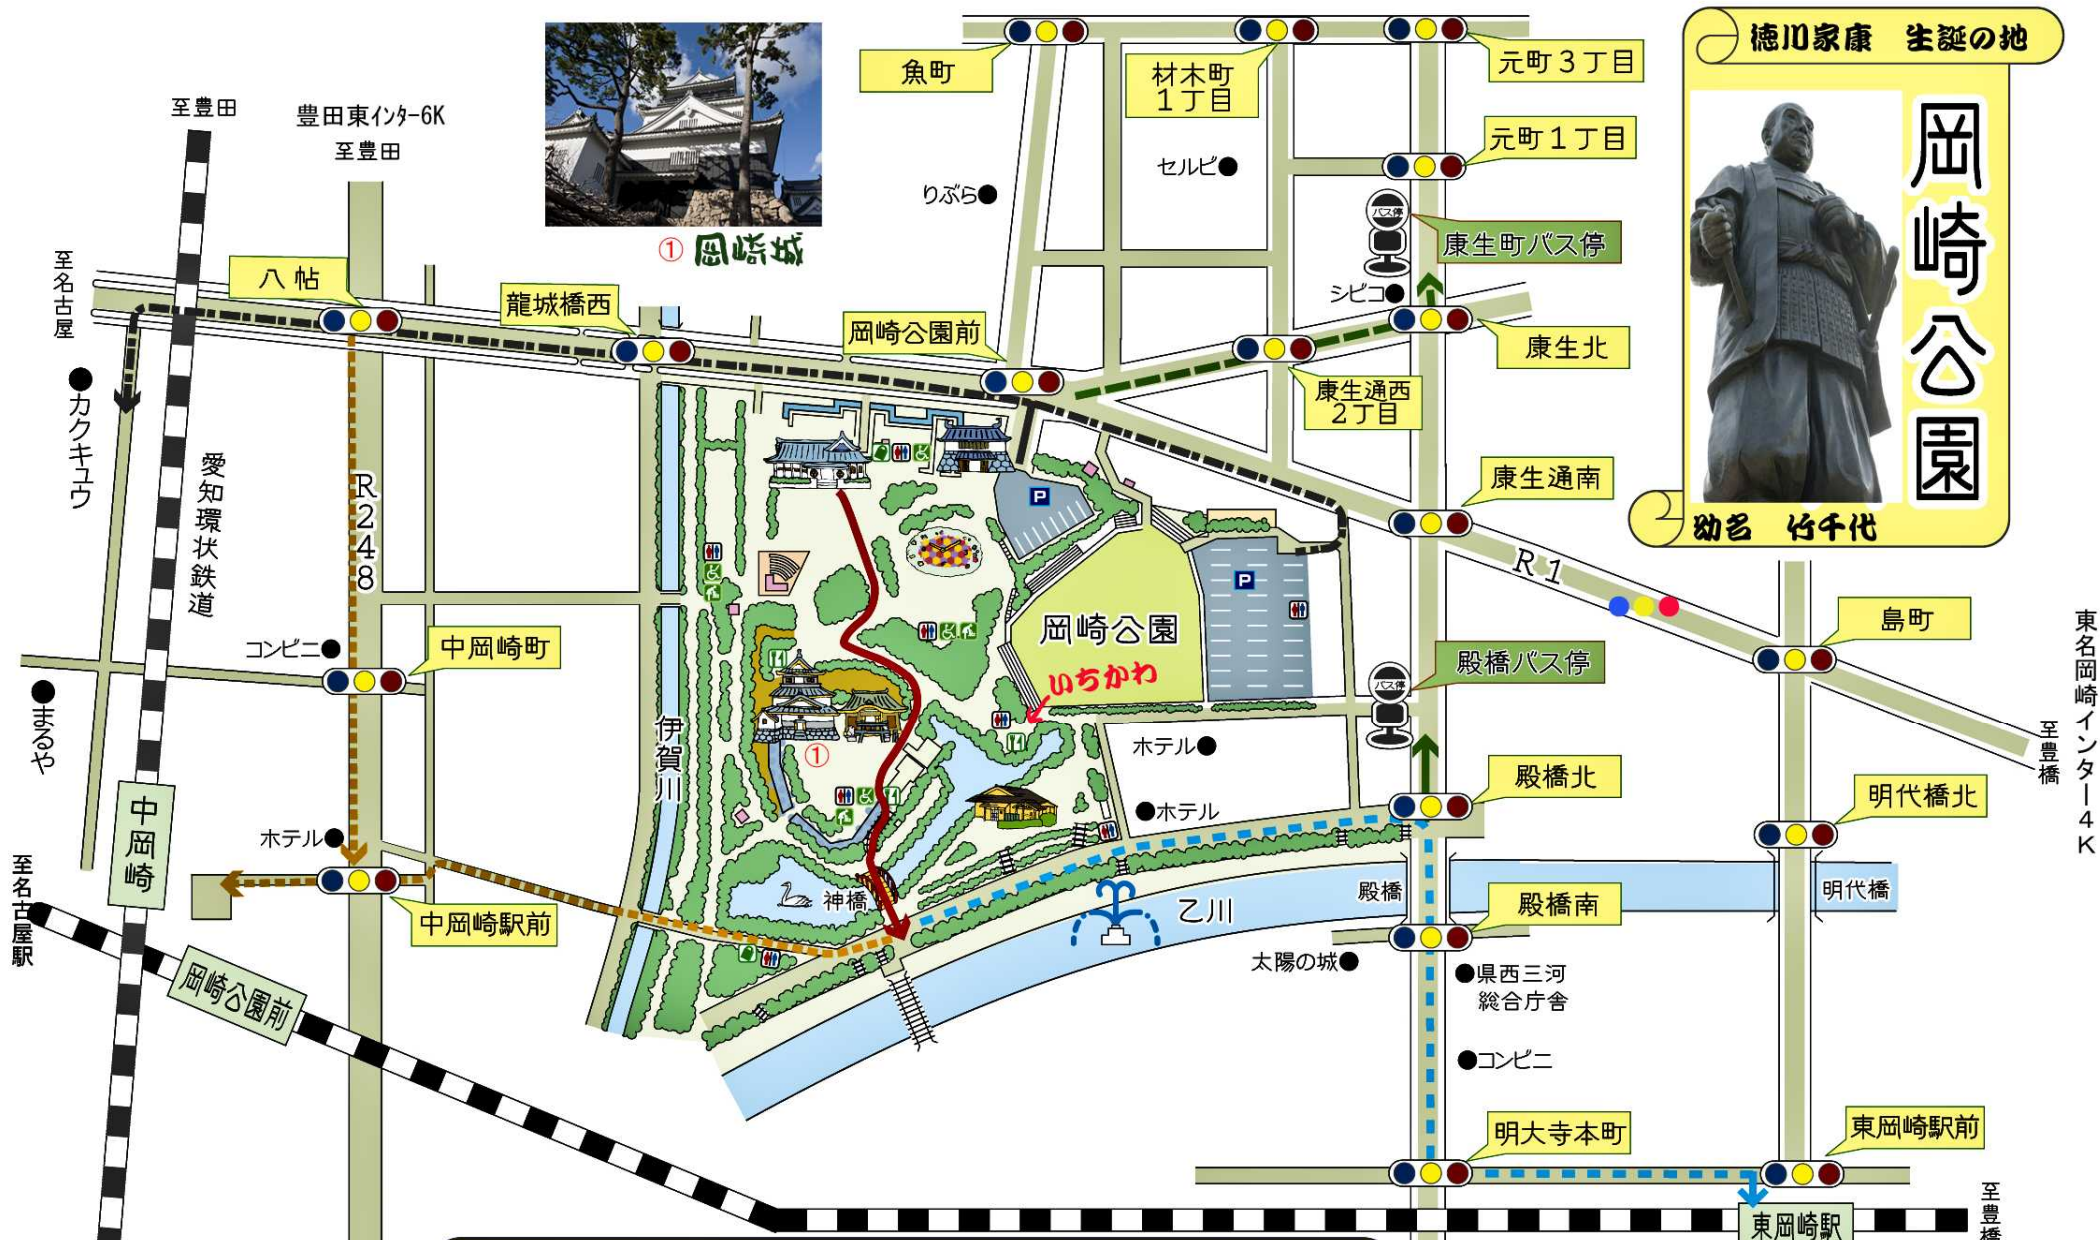 徳川家康 生誕の地
岡崎公園
幼名 竹千代
魚町
材木町
1丁目
元町3丁目
元町1丁目
至豊田
豊田東インター6K
至豊田
りぶら
セルビ
バス停
康生町バス停
① 岡崎城
至名古屋
八帖
龍城橋西
岡崎公園前
シビコ
康生北
康生通西
2丁目
カクキュウ
愛知環状鉄道
R248
P
康生通南
R1
P
コンビニ
中岡崎町
岡崎公園
いちかわ
島町
東名岡崎インター4K
殿橋バス停
バス停
まるや
伊賀川
①
ホテル
至豊橋
中岡崎
ホテル
殿橋北
明代橋北
ホテル
至名古屋駅
中岡崎駅前
神橋
乙川
殿橋
殿橋南
明代橋
岡崎公園前
太陽の城
県西三河
総合庁舎
コンビニ
明大寺本町
東岡崎駅前
東岡崎駅
至豊橋